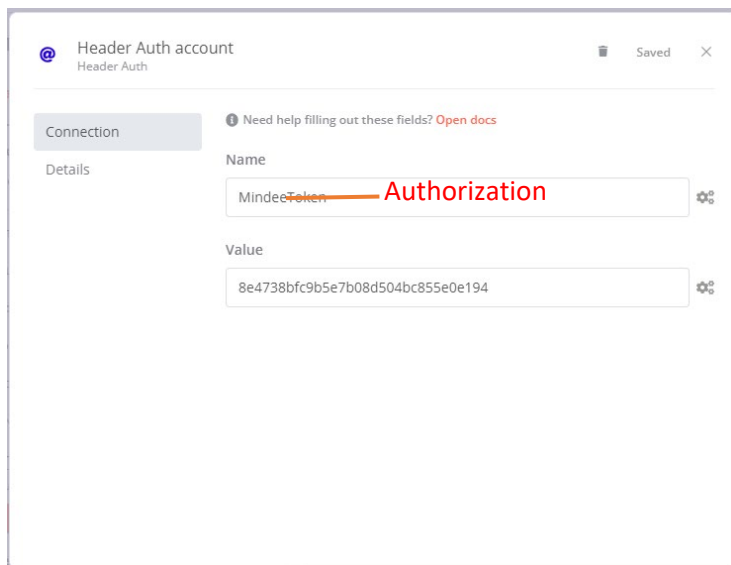 Header Auth account
Header Auth
Saved
Connection
Details
Need help filling out these fields? Open docs
Name
MindeeToken Authorization
Value
8e4738bfc9b5e7b08d504bc855e0e194